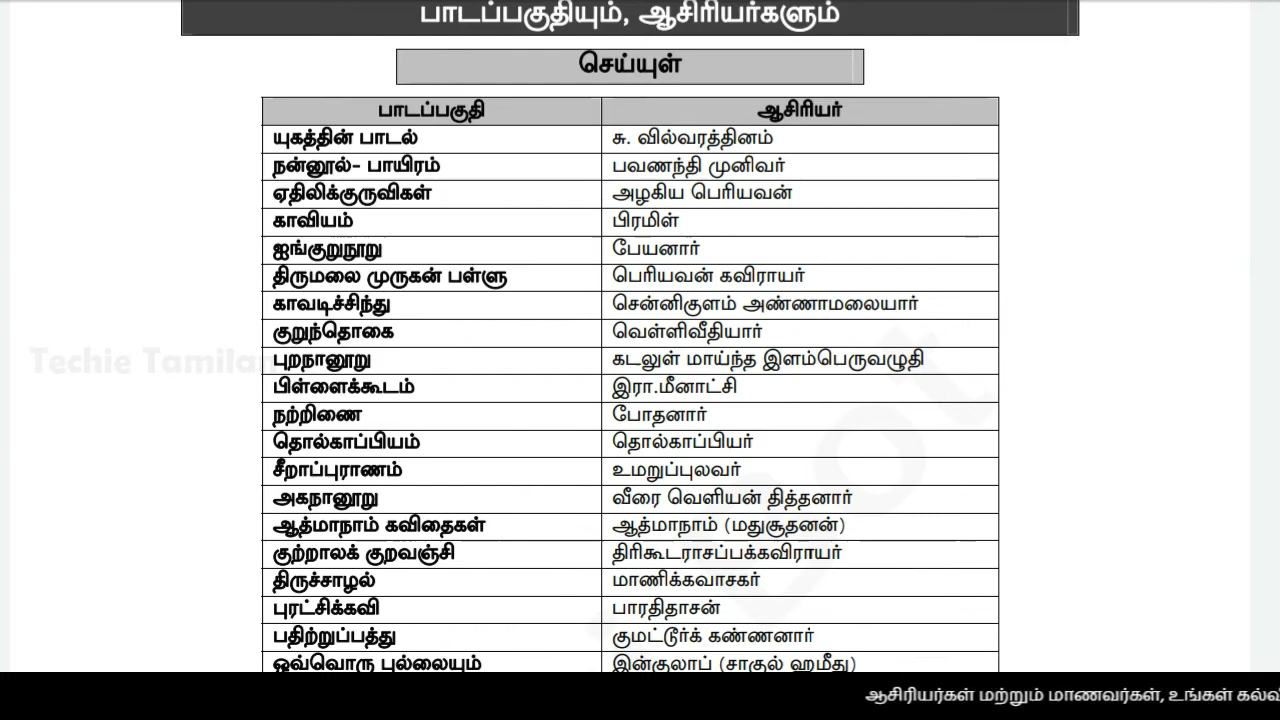 பாடப்பகுதியும், ஆசிரியர்களும்
செய்யுள்
பாடப்பகுதி ஆசிரியர்
யுகத்தின் பாடல் சு. வில்வரத்தினம்
நன்னூல்- பாயிரம் பவணந்தி முனிவர்
ஏதிலிக்குருவிகள் அழகிய பெரியவன்
காவியம் பிரமிள்
ஐங்குறுநூறு பேயனார்
திருமலை முருகன் பள்ளு பெரியவன் கவிராயர்
காவடிச்சிந்து சென்னிகுளம் அண்ணாமலையார்
குறுந்தொகை வெள்ளிவீதியார்
புறநானூறு கடலுள் மாய்ந்த இளம்பெருவழுதி
Techie Tamilan
பிள்ளைக்கூடம் இரா.மீனாட்சி
நற்றிணை போதனார்
தொல்காப்பியம் தொல்காப்பியர்
சீறாப்புராணம் உமறுப்புலவர்
அகநானூறு வீரை வெளியன் தித்தனார்
ஆத்மாநாம் கவிதைகள் ஆத்மாநாம் (மதுசூதனன்)
குற்றாலக் குறவஞ்சி திரிகூடராசப்பக்கவிராயர்
திருச்சாழல் மாணிக்கவாசகர்
புரட்சிக்கவி பாரதிதாசன்
பதிற்றுப்பத்து குமட்டூர்க் கண்ணனார்
ஒவ்வொரு புல்லையும் இன்குலாப் (சாகுல் ஹமீது)
ஆசிரியர்கள் மற்றும் மாணவர்கள், உங்கள்